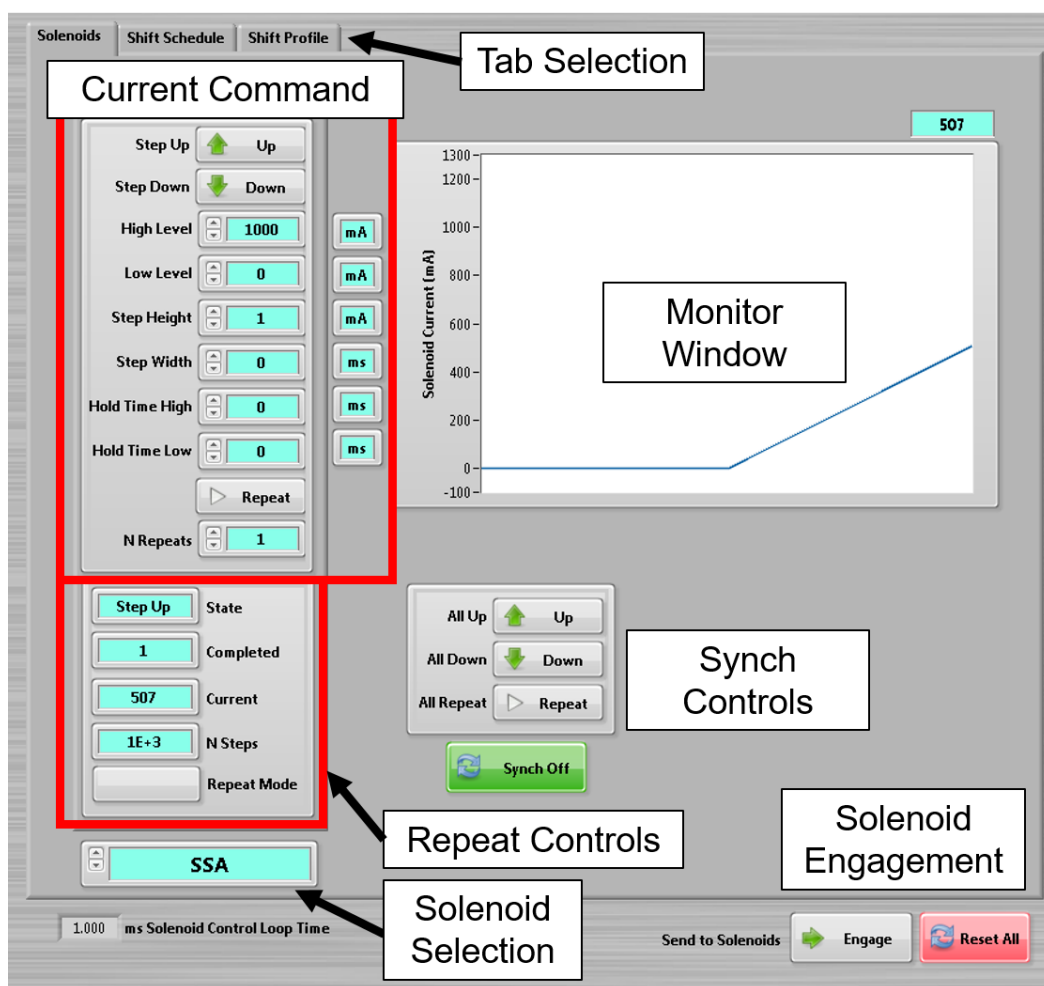 Solenoids Shift Schedule Shift Profile
Tab Selection
Current Command
507
Step Up Up
Step Down Down
High Level 1000 mA
Low Level 0 mA
Step Height 1 mA
Step Width 0 ms
Hold Time High 0 ms
Hold Time Low 0 ms
Repeat
N Repeats 1
Solenoid Current (mA)
1300
1200
1000
800
600
400
200
0
-100
Monitor
Window
Step Up State
1 Completed
507 Current
1E+3 N Steps
Repeat Mode
All Up Up
All Down Down
All Repeat Repeat
Synch Off
Synch
Controls
Repeat Controls
Solenoid
Engagement
SSA
Solenoid
Selection
1.000 ms Solenoid Control Loop Time
Send to Solenoids Engage Reset All